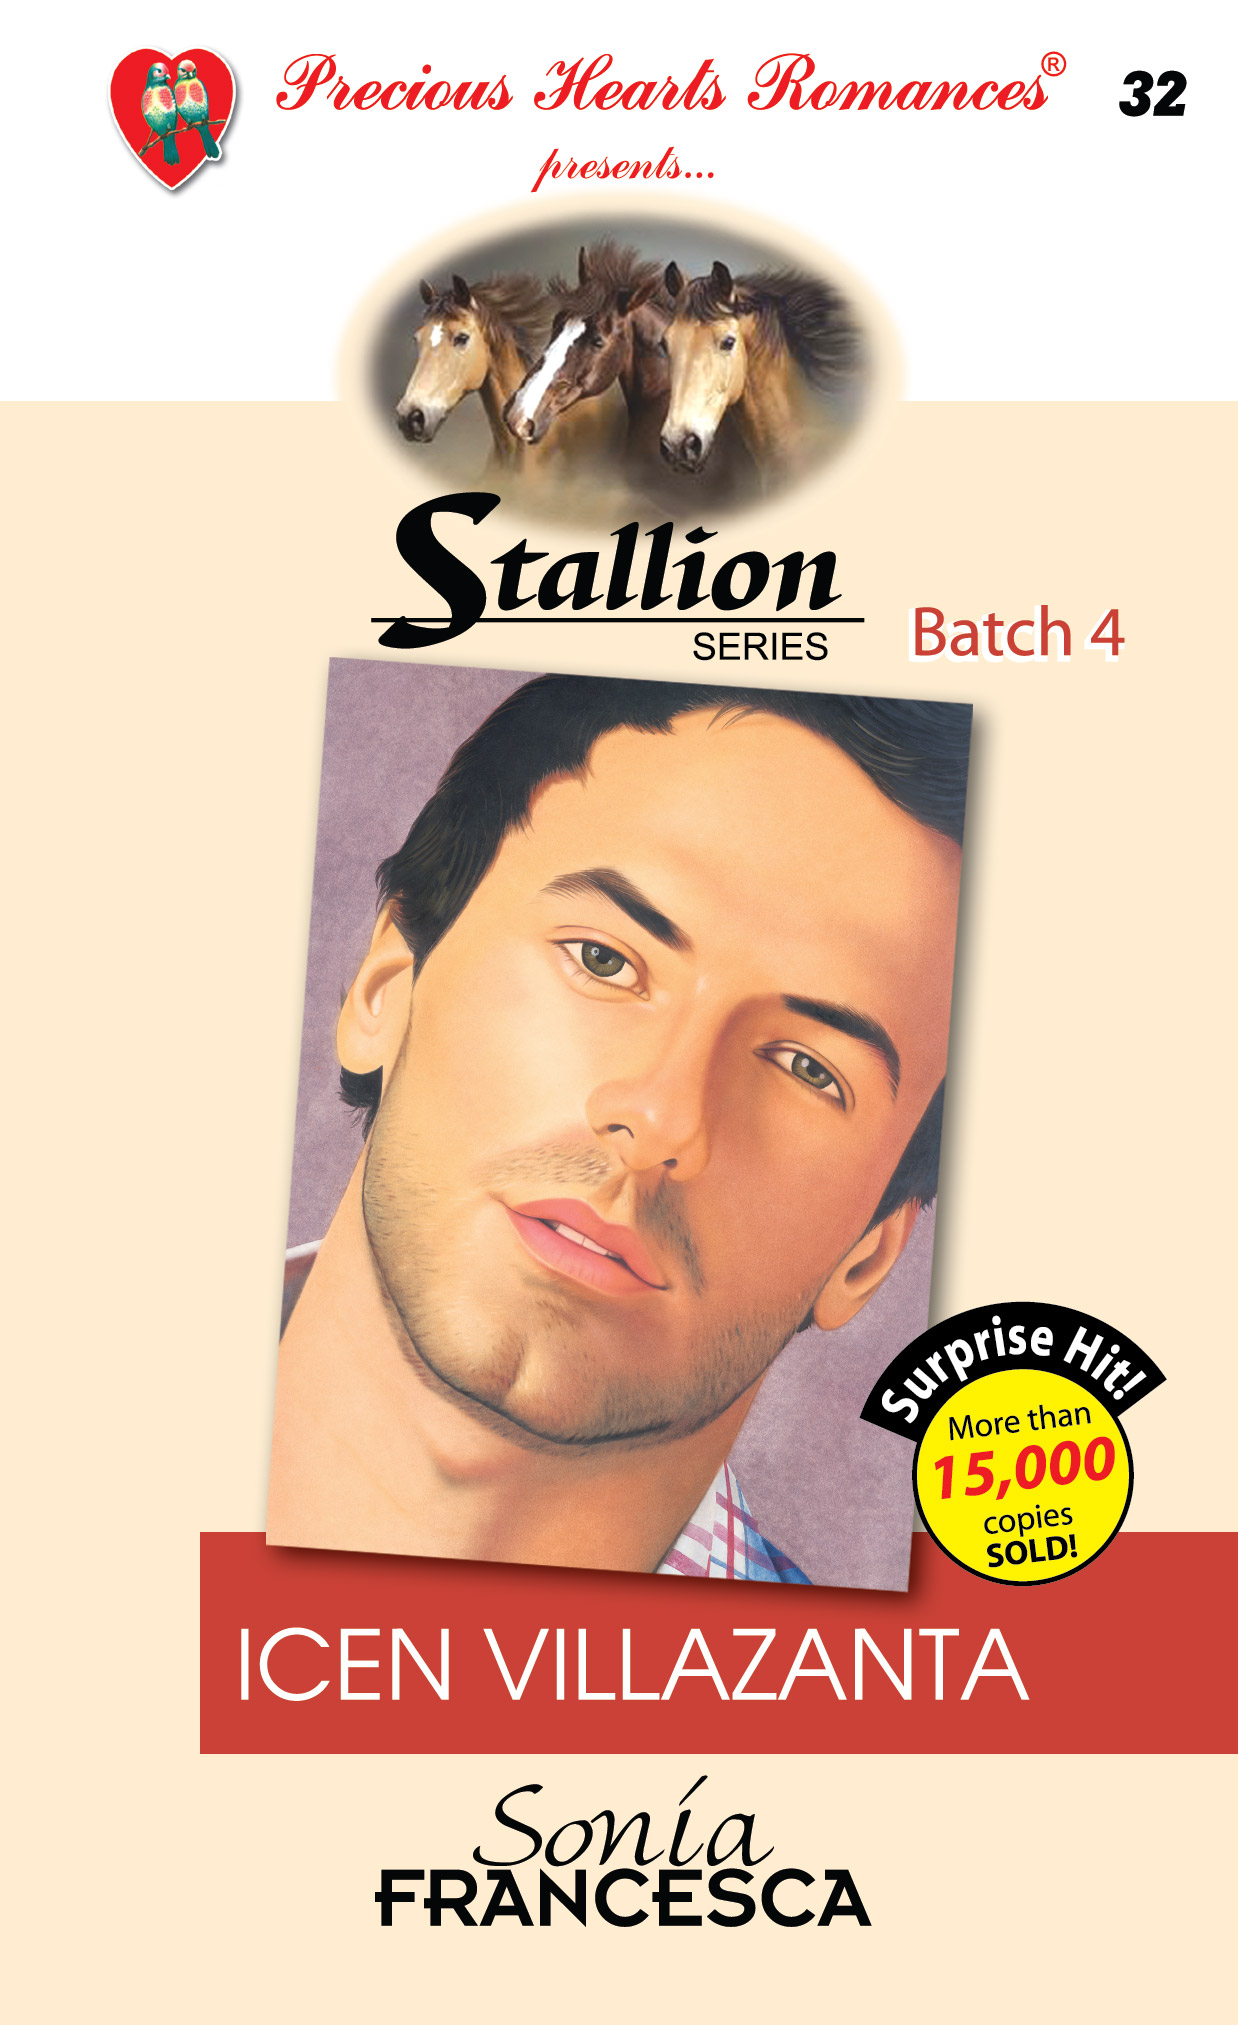 Precious Hearts Romances®
32
presents...
Stallion
SERIES
Batch 4
Surprise Hit!
More than
15,000
copies
SOLD!
ICEN VILLAZANTA
Sonia
FRANCESCA